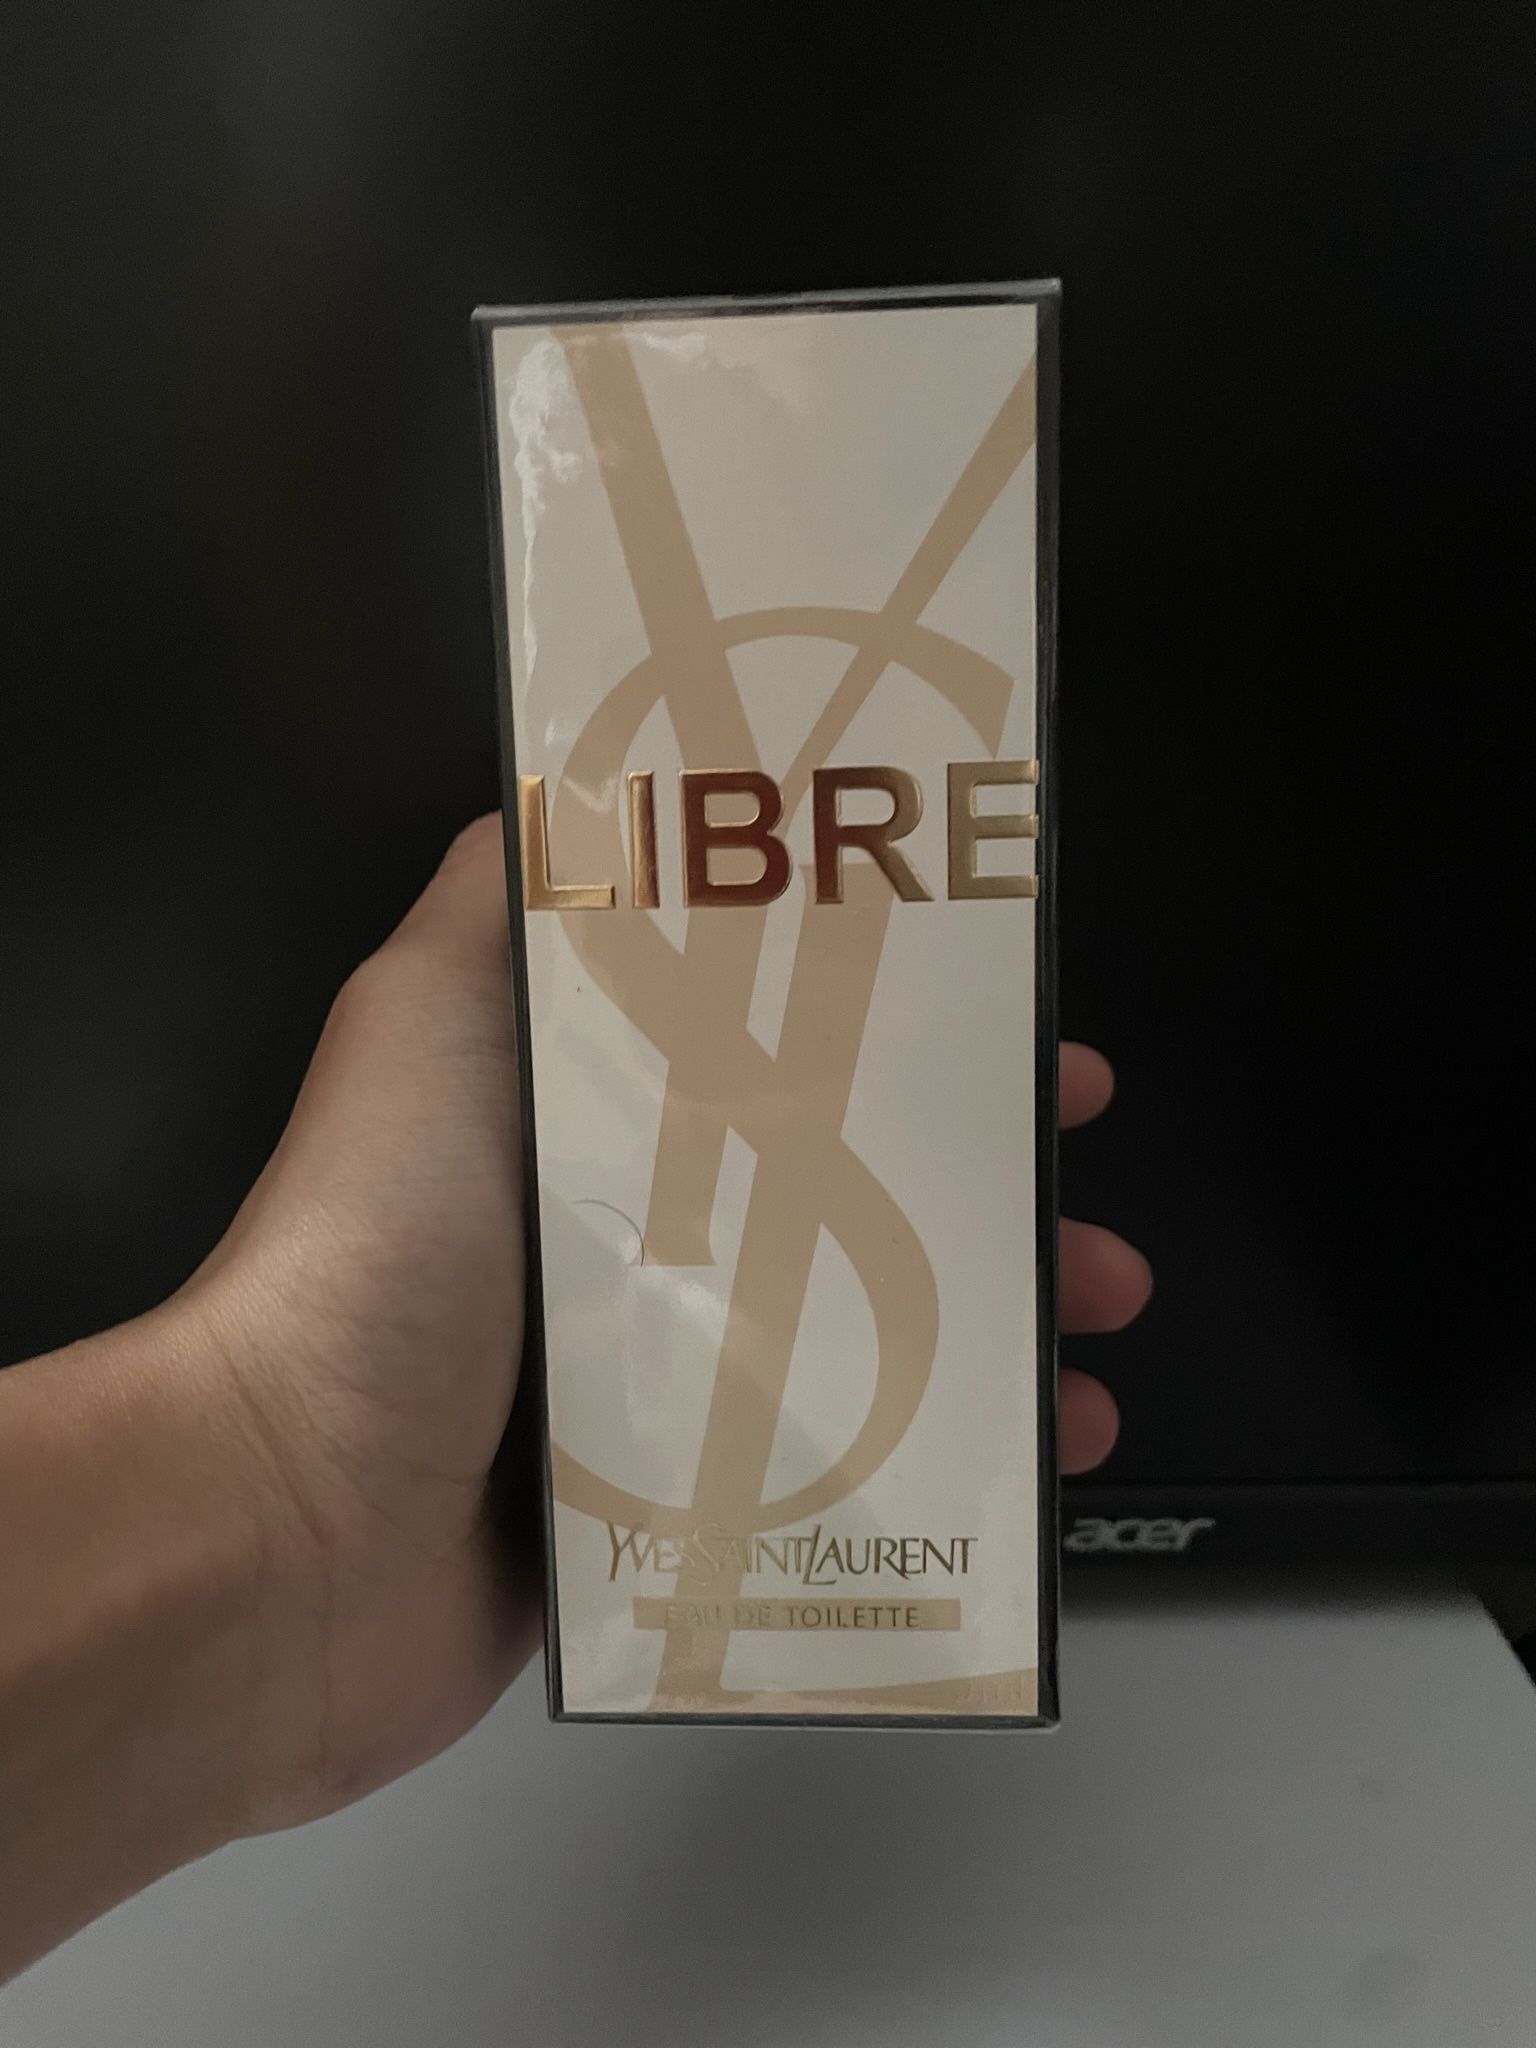 LIBRE
YVESSAINTLAURENT
EAU DE TOILETTE
acer